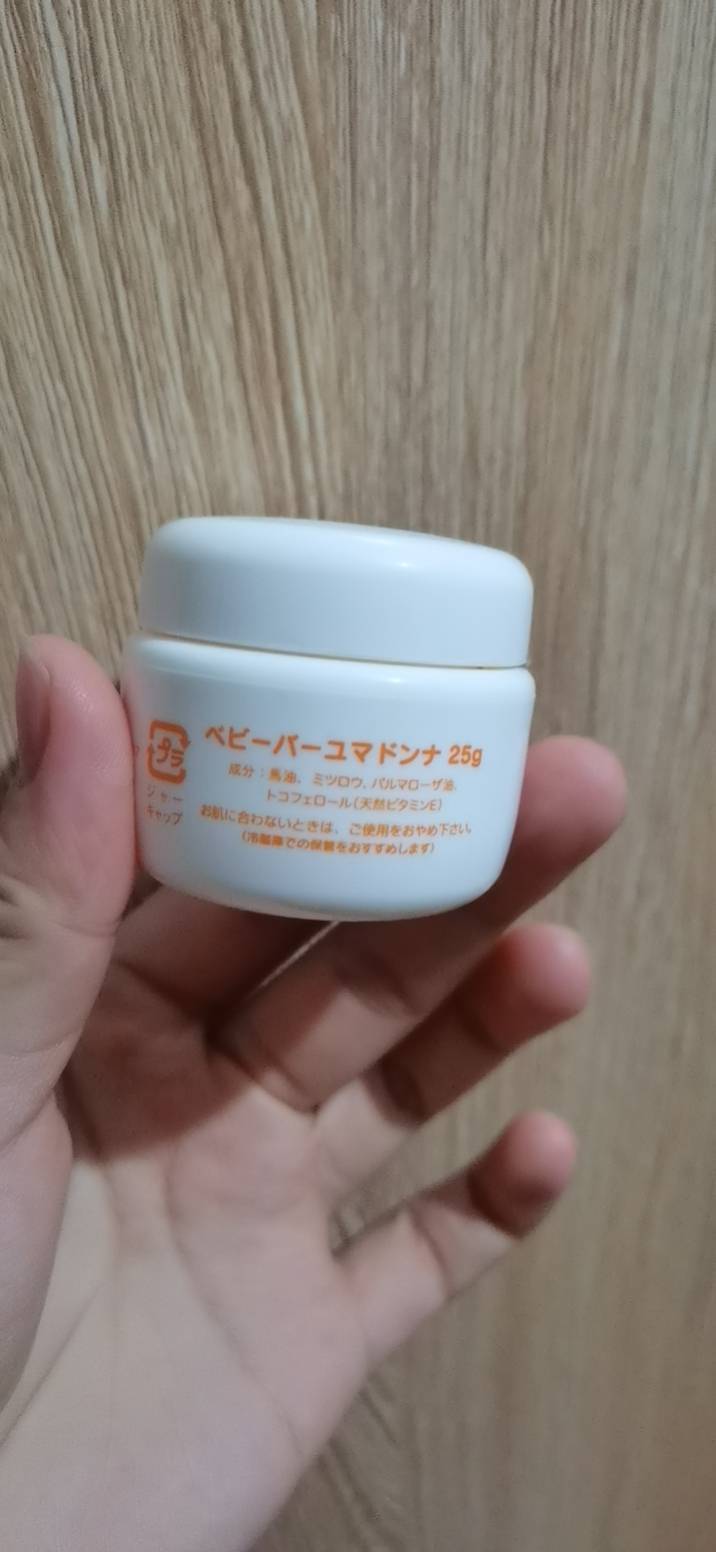 プラ
ジャー
キャップ
ベビーバーユマドンナ 25g
成分：馬油、ミツロウ、パルマローザ油、
トコフェロール（天然ビタミンE）
お肌に合わないときは、ご使用をおやめ下さい。
（冷蔵庫での保管をおすすめします）